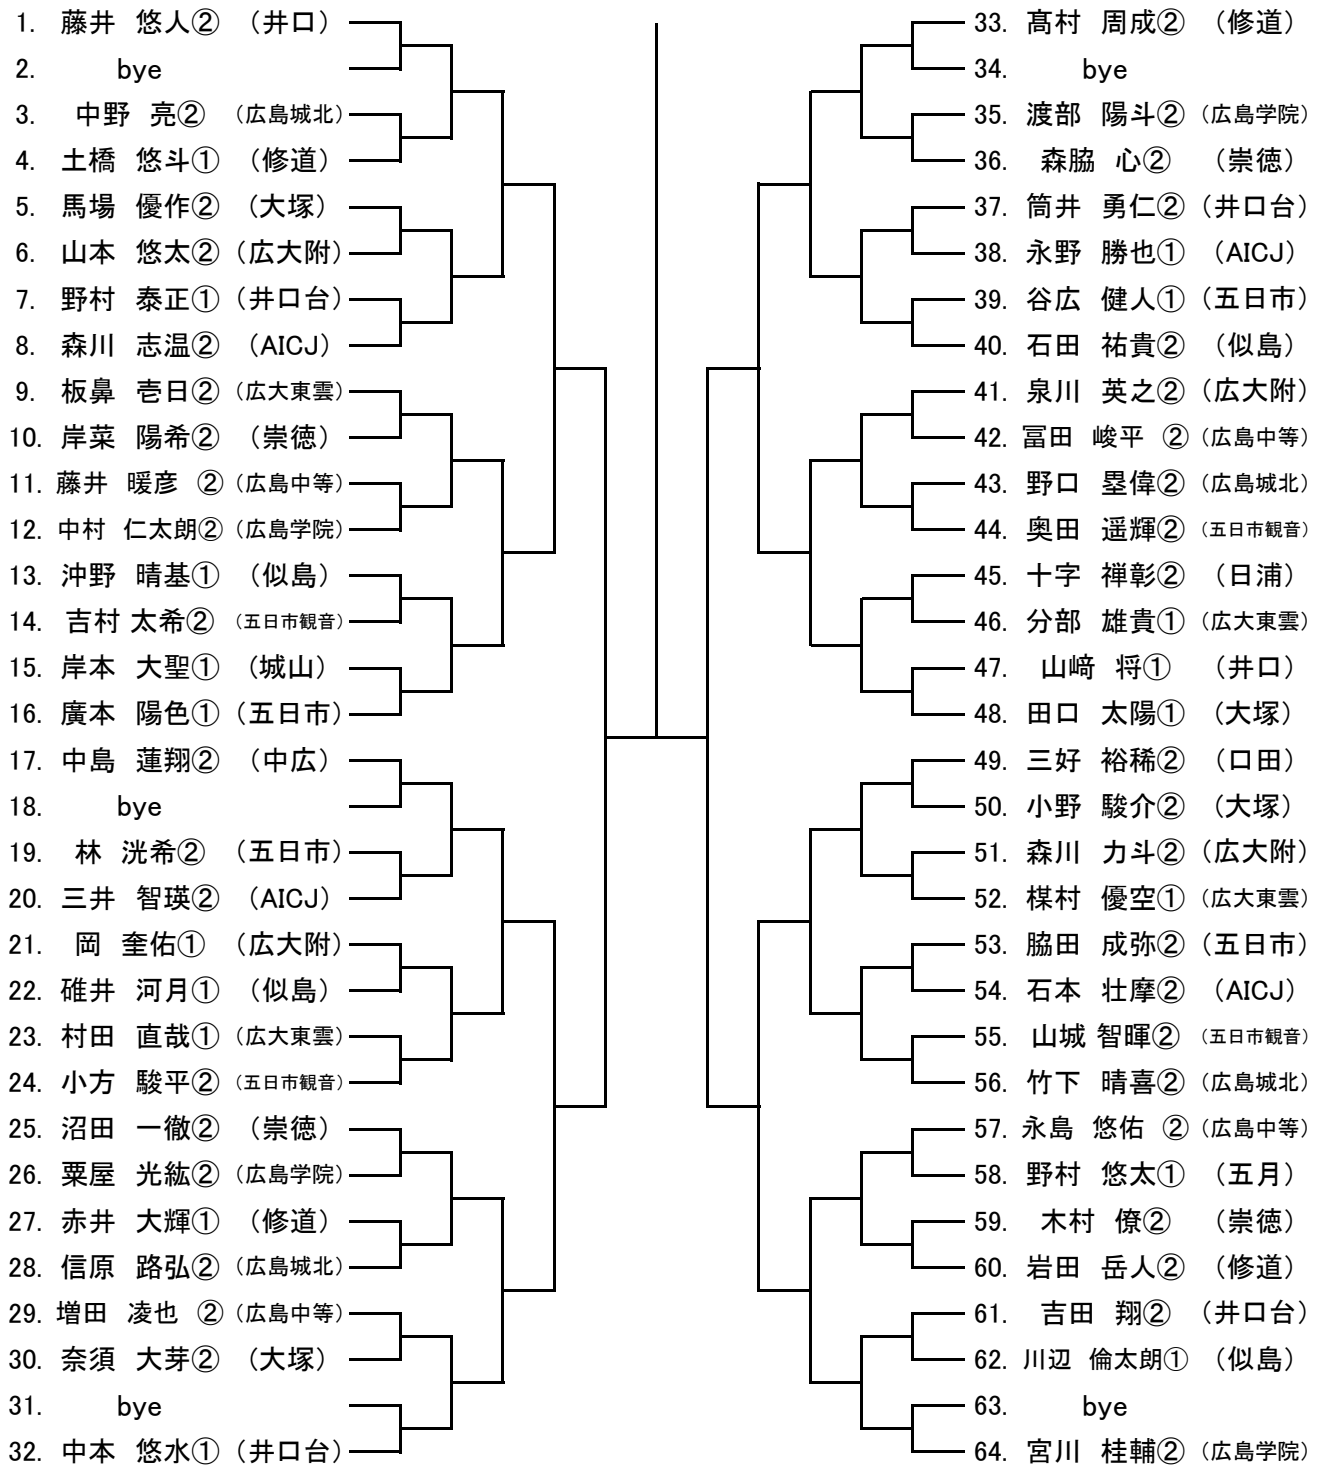 1. 藤井 悠人② （井口）
2. bye
3. 中野 亮② （広島城北）
4. 土橋 悠斗① （修道）
5. 馬場 優作② （大塚）
6. 山本 悠太② （広大附）
7. 野村 泰正① （井口台）
8. 森川 志温② （AICJ）
9. 板鼻 壱日② （広大東雲）
10. 岸菜 陽希② （崇徳）
11. 藤井 暖彦 ② （広島中等）
12. 中村 仁太朗② （広島学院）
13. 沖野 晴基① （似島）
14. 吉村 太希② （五日市観音）
15. 岸本 大聖① （城山）
16. 廣本 陽色① （五日市）
17. 中島 蓮翔② （中広）
18. bye
19. 林 洸希② （五日市）
20. 三井 智瑛② （AICJ）
21. 岡 奎佑① （広大附）
22. 碓井 河月① （似島）
23. 村田 直哉① （広大東雲）
24. 小方 駿平② （五日市観音）
25. 沼田 一徹② （崇徳）
26. 粟屋 光紘② （広島学院）
27. 赤井 大輝① （修道）
28. 信原 路弘② （広島城北）
29. 増田 凌也 ② （広島中等）
30. 奈須 大芽② （大塚）
31. bye
32. 中本 悠水① （井口台）
33. 髙村 周成② （修道）
34. bye
35. 渡部 陽斗② （広島学院）
36. 森脇 心② （崇徳）
37. 筒井 勇仁② （井口台）
38. 永野 勝也① （AICJ）
39. 谷広 健人① （五日市）
40. 石田 祐貴② （似島）
41. 泉川 英之② （広大附）
42. 冨田 峻平 ② （広島中等）
43. 野口 塁偉② （広島城北）
44. 奥田 遥輝② （五日市観音）
45. 十字 禅彰② （日浦）
46. 分部 雄貴① （広大東雲）
47. 山﨑 将① （井口）
48. 田口 太陽① （大塚）
49. 三好 裕稀② （口田）
50. 小野 駿介② （大塚）
51. 森川 力斗② （広大附）
52. 楳村 優空① （広大東雲）
53. 脇田 成弥② （五日市）
54. 石本 壮摩② （AICJ）
55. 山城 智暉② （五日市観音）
56. 竹下 晴喜② （広島城北）
57. 永島 悠佑 ② （広島中等）
58. 野村 悠太① （五月）
59. 木村 僚② （崇徳）
60. 岩田 岳人② （修道）
61. 吉田 翔② （井口台）
62. 川辺 倫太朗① （似島）
63. bye
64. 宮川 桂輔② （広島学院）